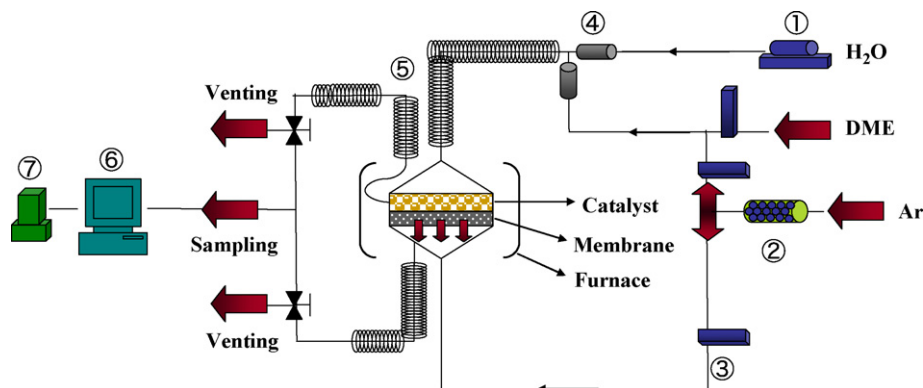 ④
①
H₂O
⑤
Venting
DME
⑦
⑥
Catalyst
Ar
Sampling
Membrane
②
Furnace
Venting
③